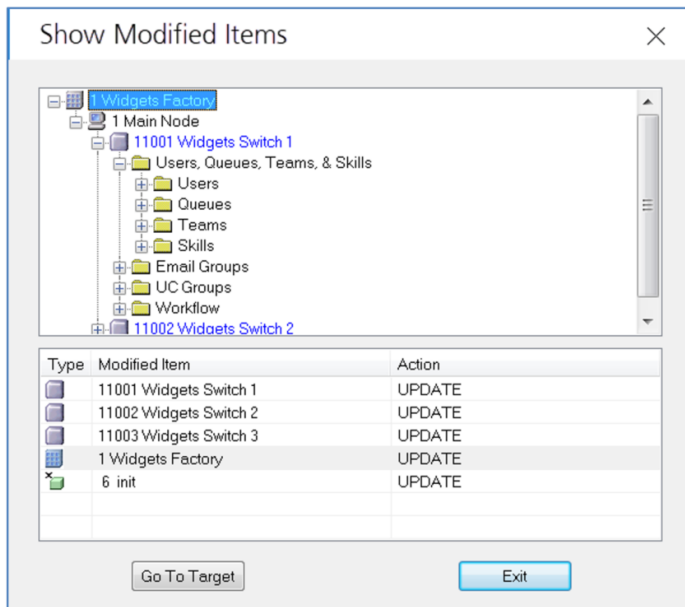 Show Modified Items
1 Widgets Factory
1 Main Node
11001 Widgets Switch 1
Users, Queues, Teams, & Skills
Users
Queues
Teams
Skills
Email Groups
UC Groups
Workflow
11002 Widgets Switch 2
Type Modified Item Action
11001 Widgets Switch 1 UPDATE
11002 Widgets Switch 2 UPDATE
11003 Widgets Switch 3 UPDATE
1 Widgets Factory UPDATE
6 init UPDATE
Go To Target Exit